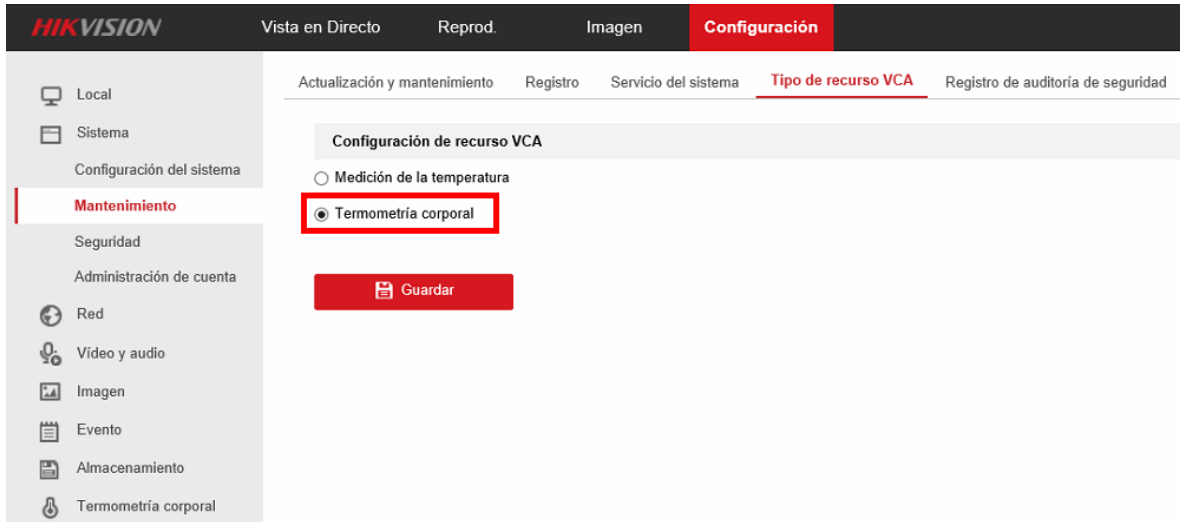 HIKVISION Vista en Directo Reprod. Imagen Configuración
Actualización y mantenimiento Registro Servicio del sistema Tipo de recurso VCA Registro de auditoría de seguridad
Local
Sistema
Configuración del sistema
Mantenimiento
Seguridad
Administración de cuenta
Red
Vídeo y audio
Imagen
Evento
Almacenamiento
Termometría corporal
Configuración de recurso VCA
Medición de la temperatura
Termometría corporal
Guardar